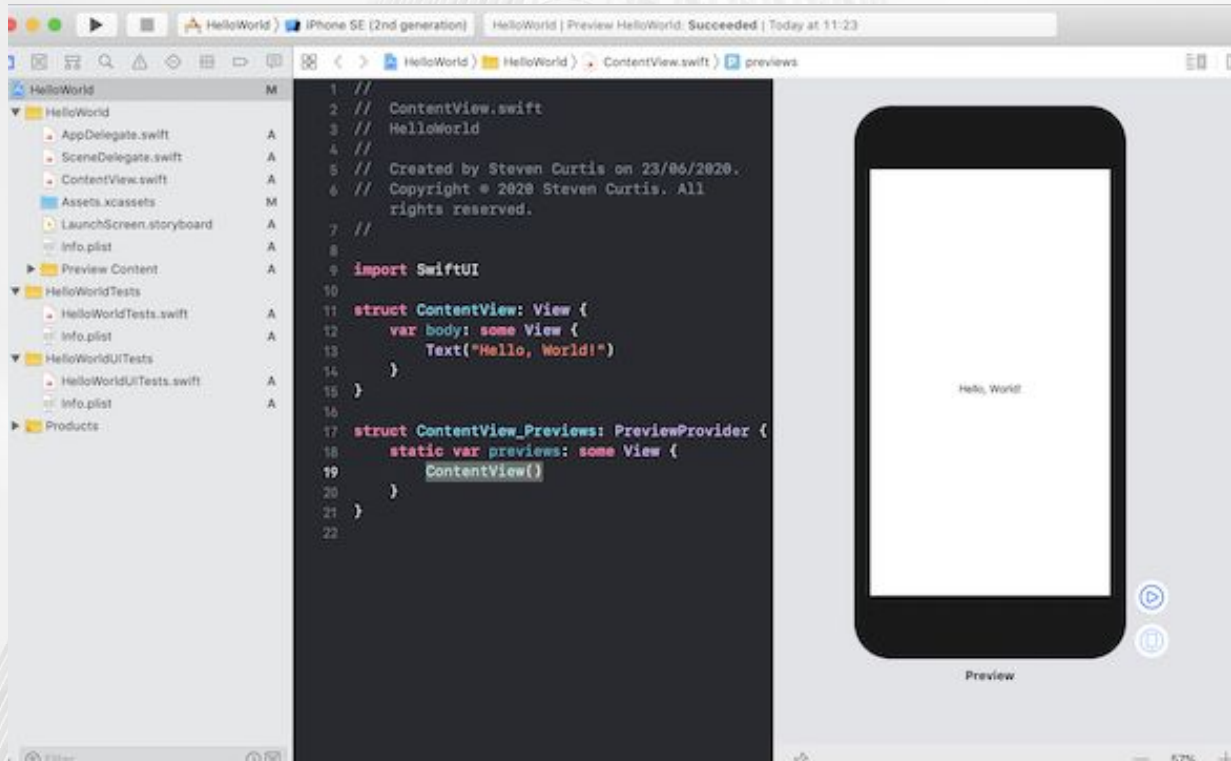 HelloWorld 〉 iPhone SE (2nd generation)
HelloWorld | Preview HelloWorld: Succeeded | Today at 11:23
HelloWorld 〉 HelloWorld 〉 ContentView.swift 〉 previews
HelloWorld M
HelloWorld
AppDelegate.swift A
SceneDelegate.swift A
ContentView.swift A
Assets.xcassets M
LaunchScreen.storyboard A
Info.plist A
Preview Content A
HelloWorldTests
HelloWorldTests.swift A
Info.plist A
HelloWorldUITests
HelloWorldUITests.swift A
Info.plist A
Products
Filter
1 //
2 // ContentView.swift
3 // HelloWorld
4 //
5 // Created by Steven Curtis on 23/06/2020.
6 // Copyright © 2020 Steven Curtis. All
rights reserved.
7 //
8
9 import SwiftUI
10
11 struct ContentView: View {
12 var body: some View {
13 Text("Hello, World!")
14 }
15 }
16
17 struct ContentView_Previews: PreviewProvider {
18 static var previews: some View {
19 ContentView()
20 }
21 }
22
Hello, World!
Preview
57%